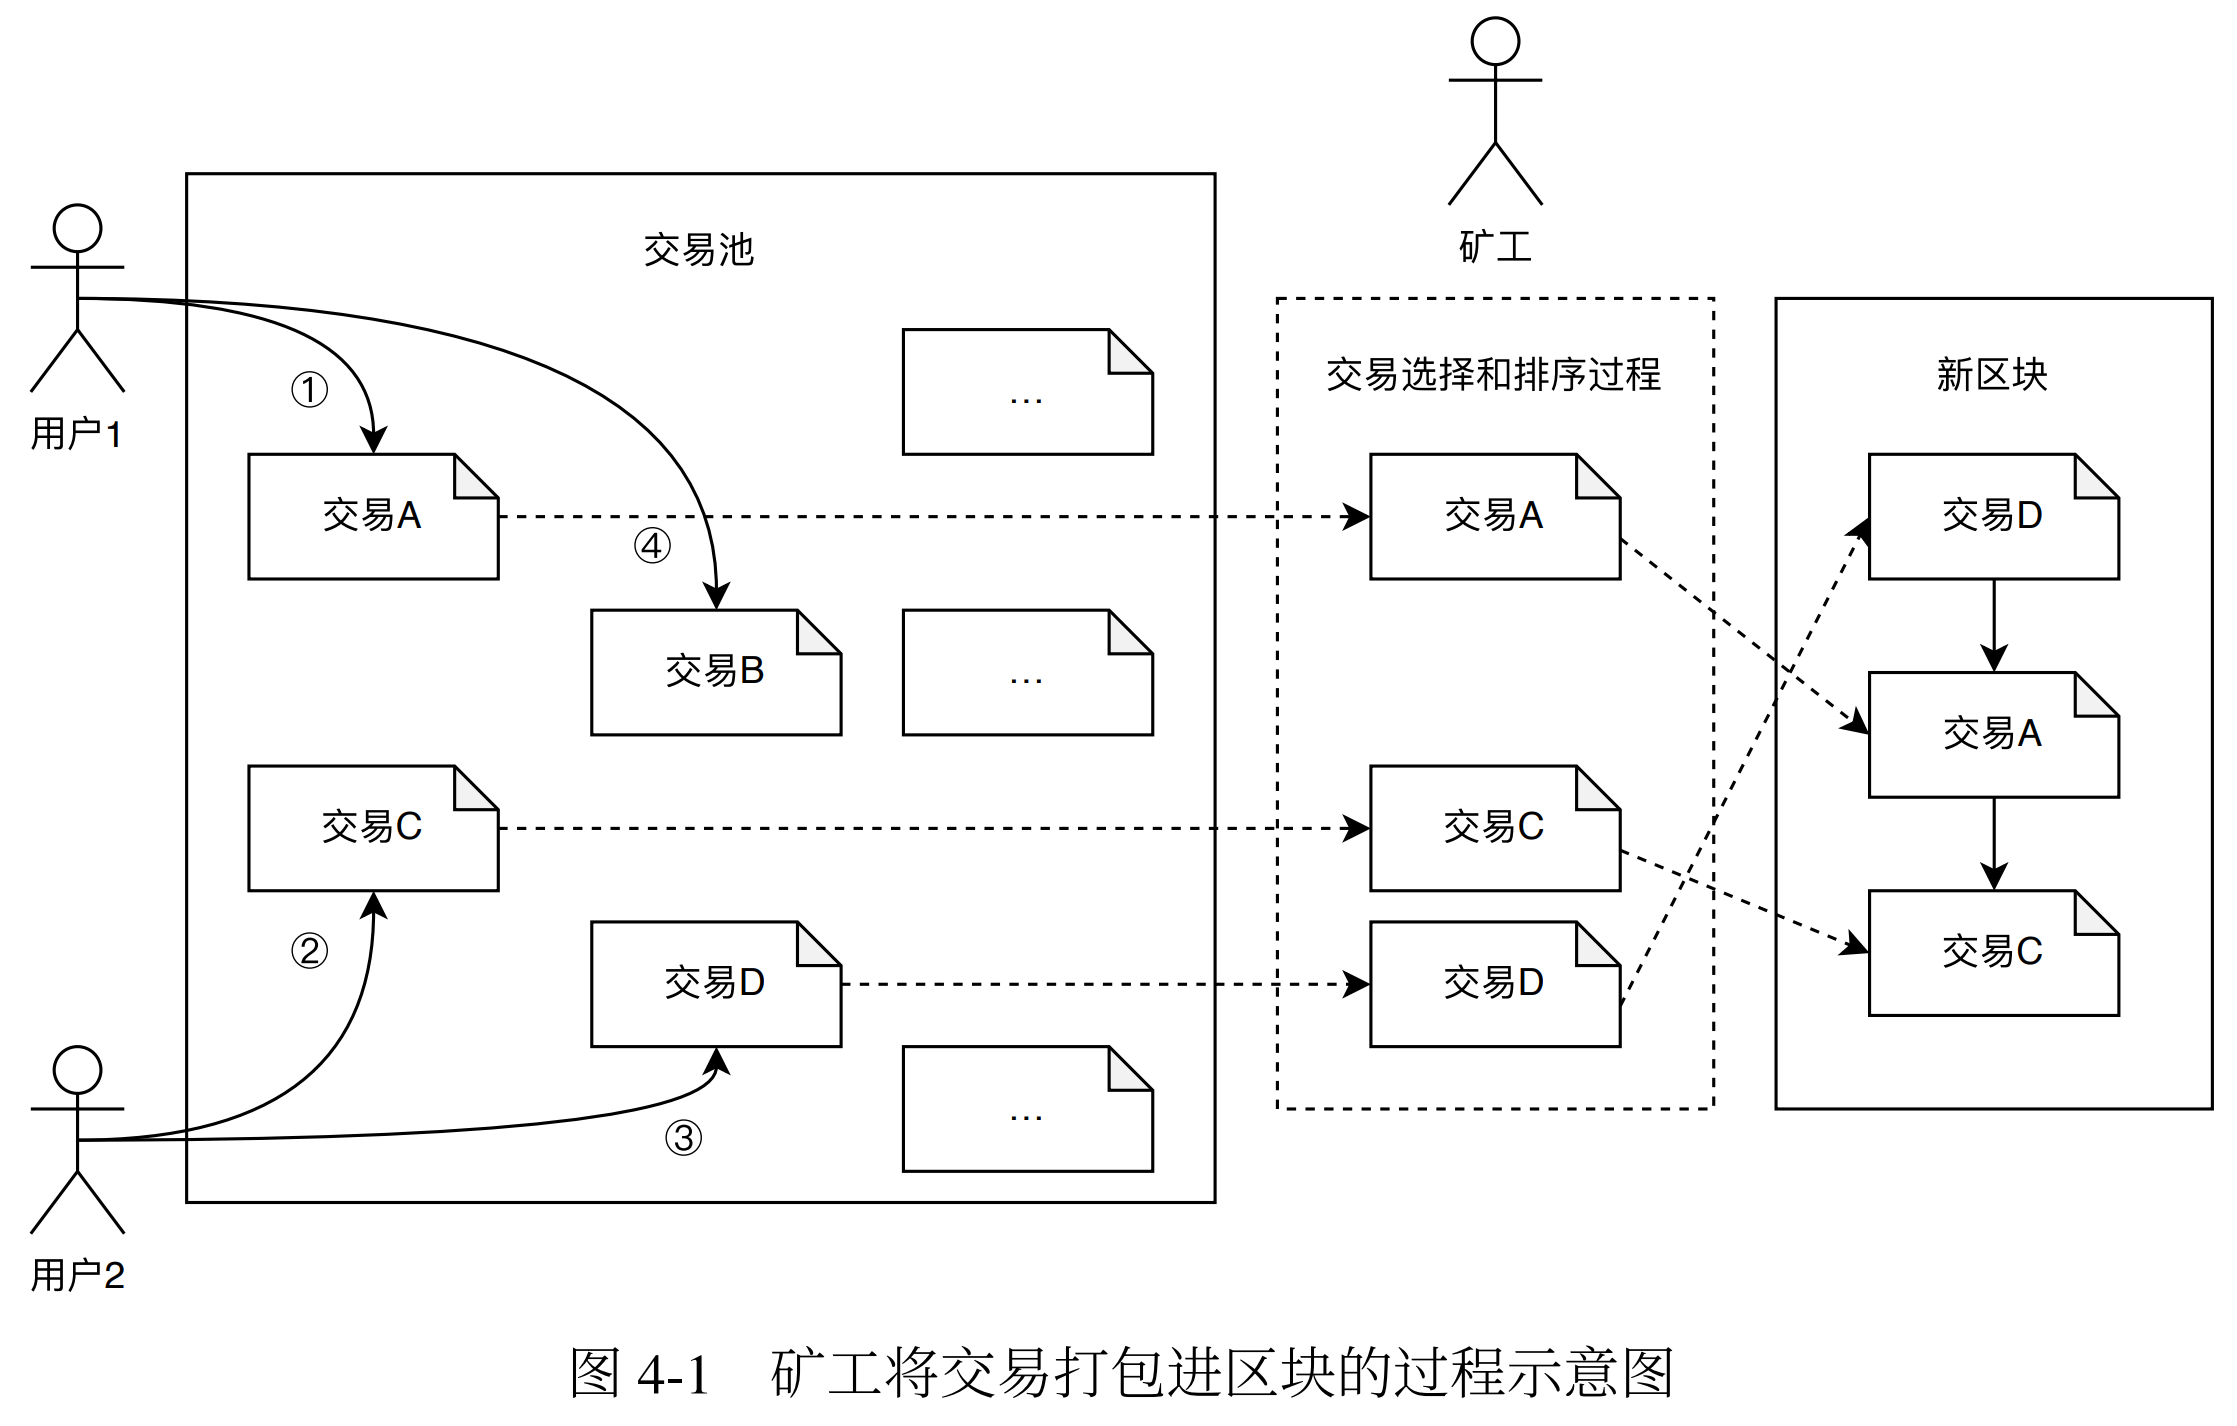 矿工
交易池
用户1
①
④
...
交易A
交易B
...
交易C
②
交易D
③
...
用户2
交易选择和排序过程
交易A
交易C
交易D
新区块
交易D
交易A
交易C
图 4-1 矿工将交易打包进区块的过程示意图